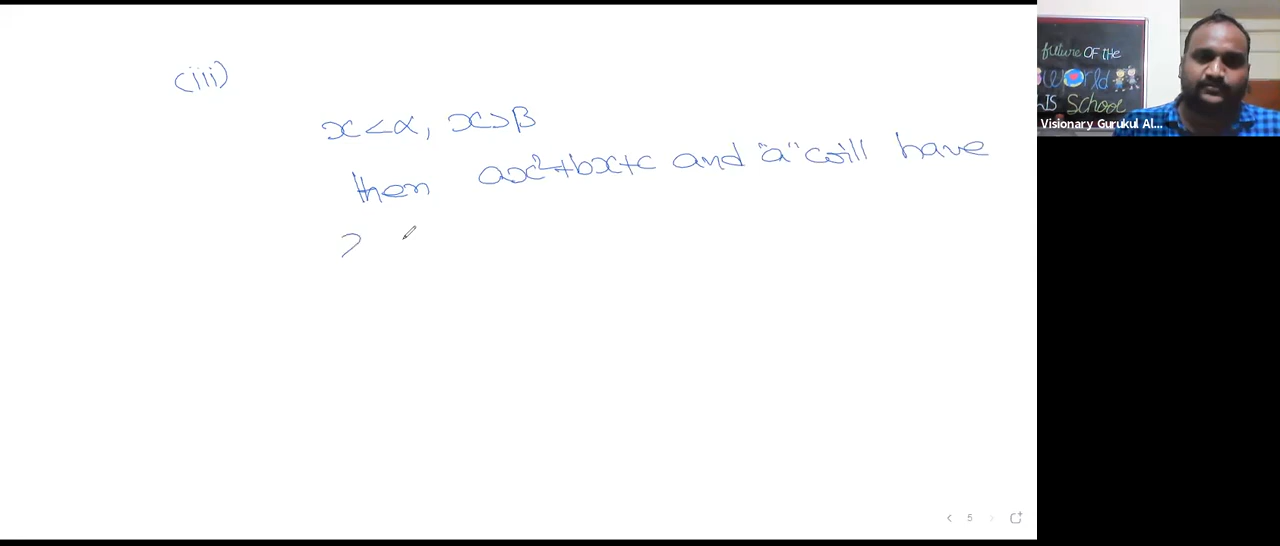 (iii)
x<α, x>β
then ax²+bx+c and "a" will have
future OF the
world
IS School
Visionary Gurukul Al...
5